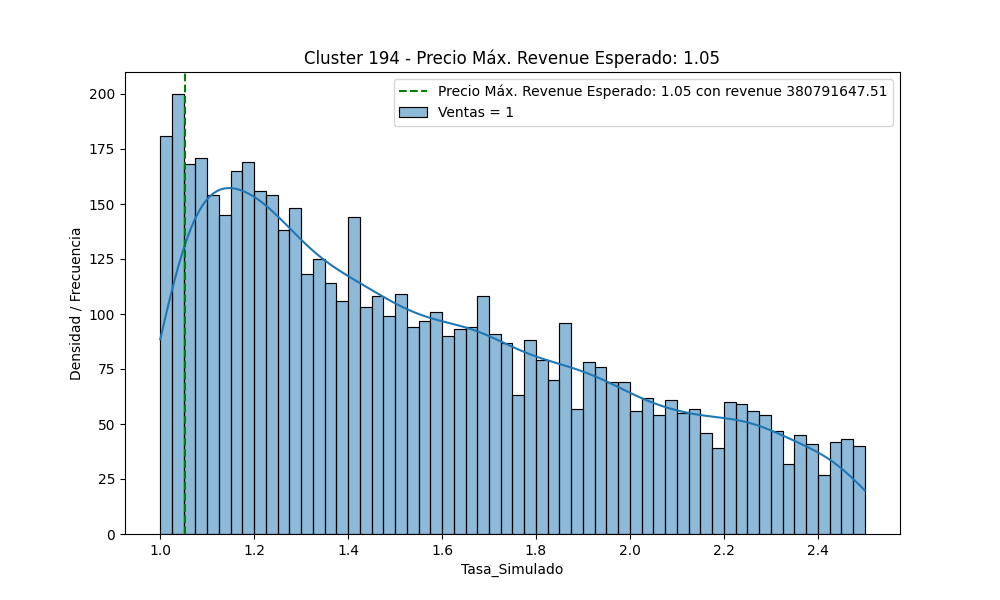 Cluster 194 - Precio Máx. Revenue Esperado: 1.05
Precio Máx. Revenue Esperado: 1.05 con revenue 380791647.51
Ventas = 1
Densidad / Frecuencia
200
175
150
125
100
75
50
25
0
1.0 1.2 1.4 1.6 1.8 2.0 2.2 2.4
Tasa_Simulado